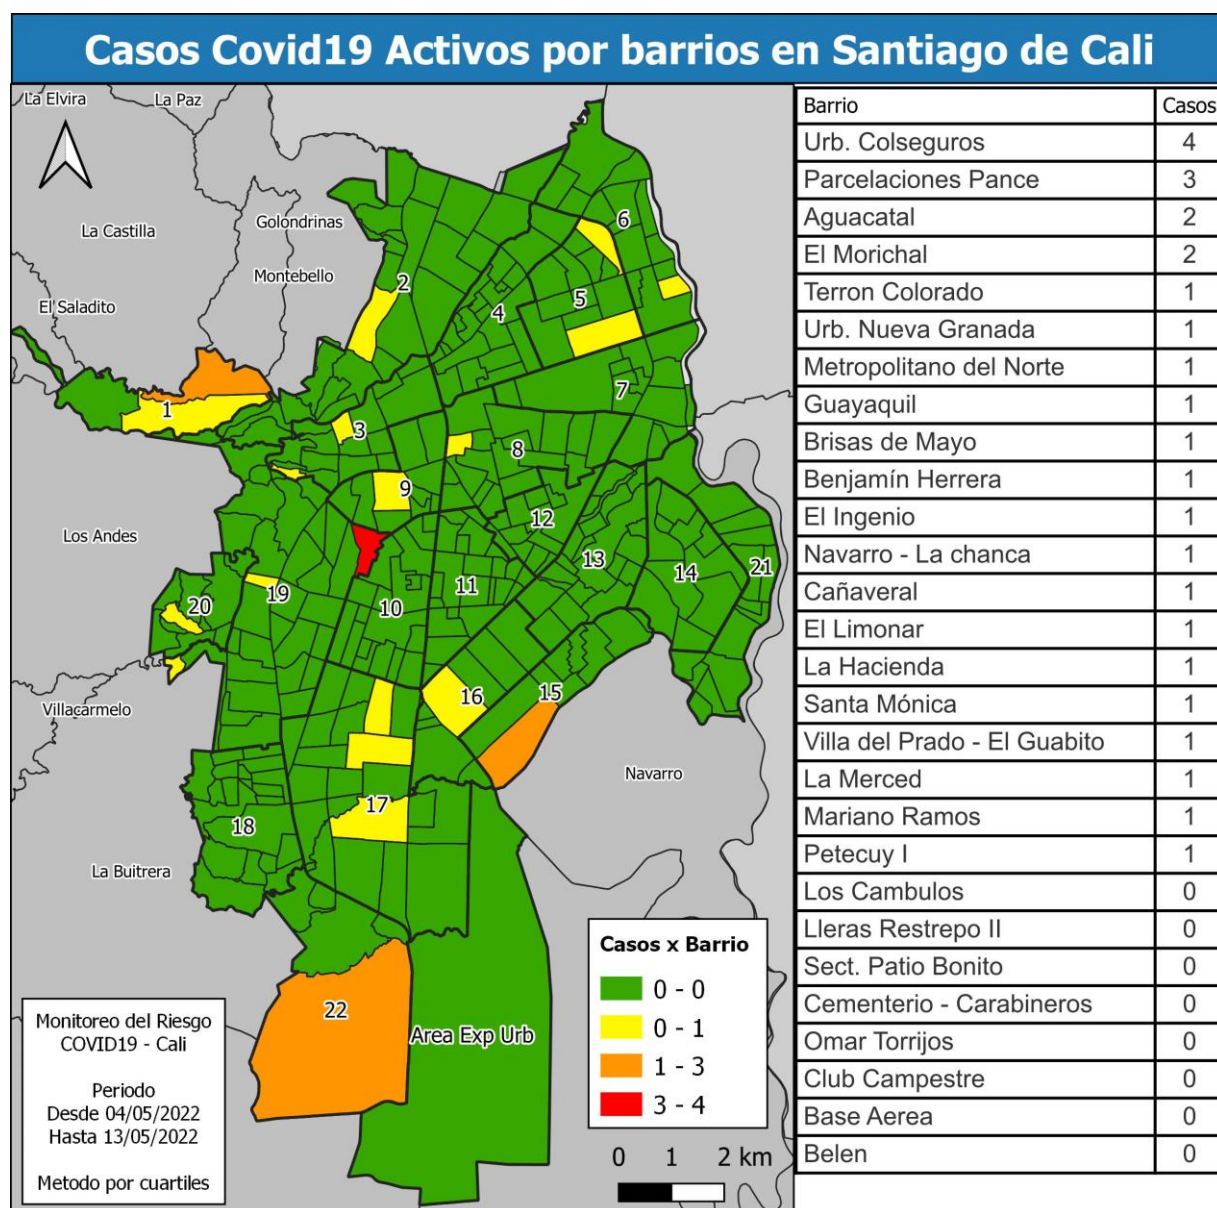 Casos Covid19 Activos por barrios en Santiago de Cali
La Elvira
La Paz
Golondrinas
La Castilla
Montebello
El Saladito
Los Andes
Villacarmelo
La Buitrera
Navarro
1
2
3
4
5
6
7
8
9
10
11
12
13
14
15
16
17
18
19
20
21
22
Area Exp Urb
Casos x Barrio
0 - 0
0 - 1
1 - 3
3 - 4
0 1 2 km
Monitoreo del Riesgo
COVID19 - Cali
Periodo
Desde 04/05/2022
Hasta 13/05/2022
Metodo por cuartiles
Barrio Casos
Urb. Colseguros 4
Parcelaciones Pance 3
Aguacatal 2
El Morichal 2
Terron Colorado 1
Urb. Nueva Granada 1
Metropolitano del Norte 1
Guayaquil 1
Brisas de Mayo 1
Benjamín Herrera 1
El Ingenio 1
Navarro - La chanca 1
Cañaveral 1
El Limonar 1
La Hacienda 1
Santa Mónica 1
Villa del Prado - El Guabito 1
La Merced 1
Mariano Ramos 1
Petecuy I 1
Los Cambulos 0
Lleras Restrepo II 0
Sect. Patio Bonito 0
Cementerio - Carabineros 0
Omar Torrijos 0
Club Campestre 0
Base Aerea 0
Belen 0